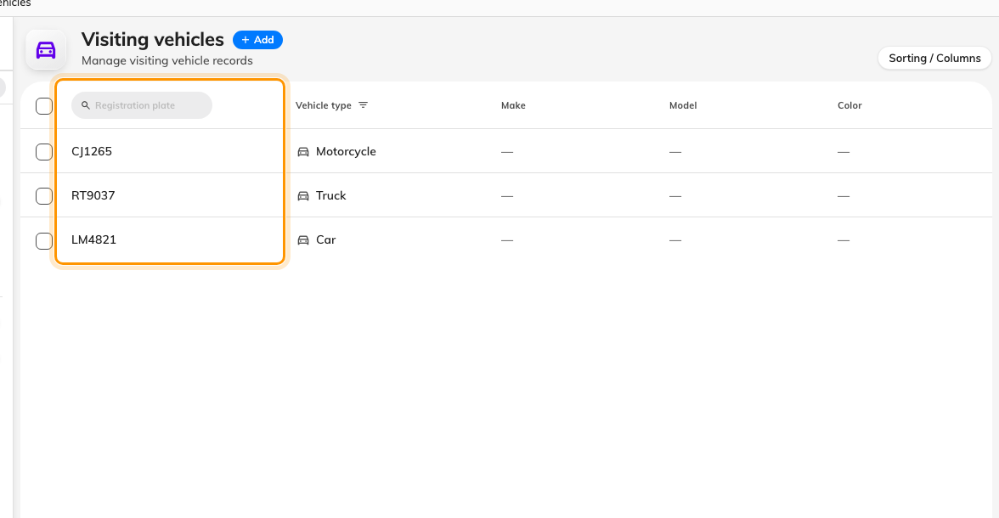 Visiting vehicles
+ Add
Manage visiting vehicle records
Sorting / Columns
Registration plate
Vehicle type
Make
Model
Color
CJ1265
Motorcycle
—
—
—
RT9037
Truck
—
—
—
LM4821
Car
—
—
—